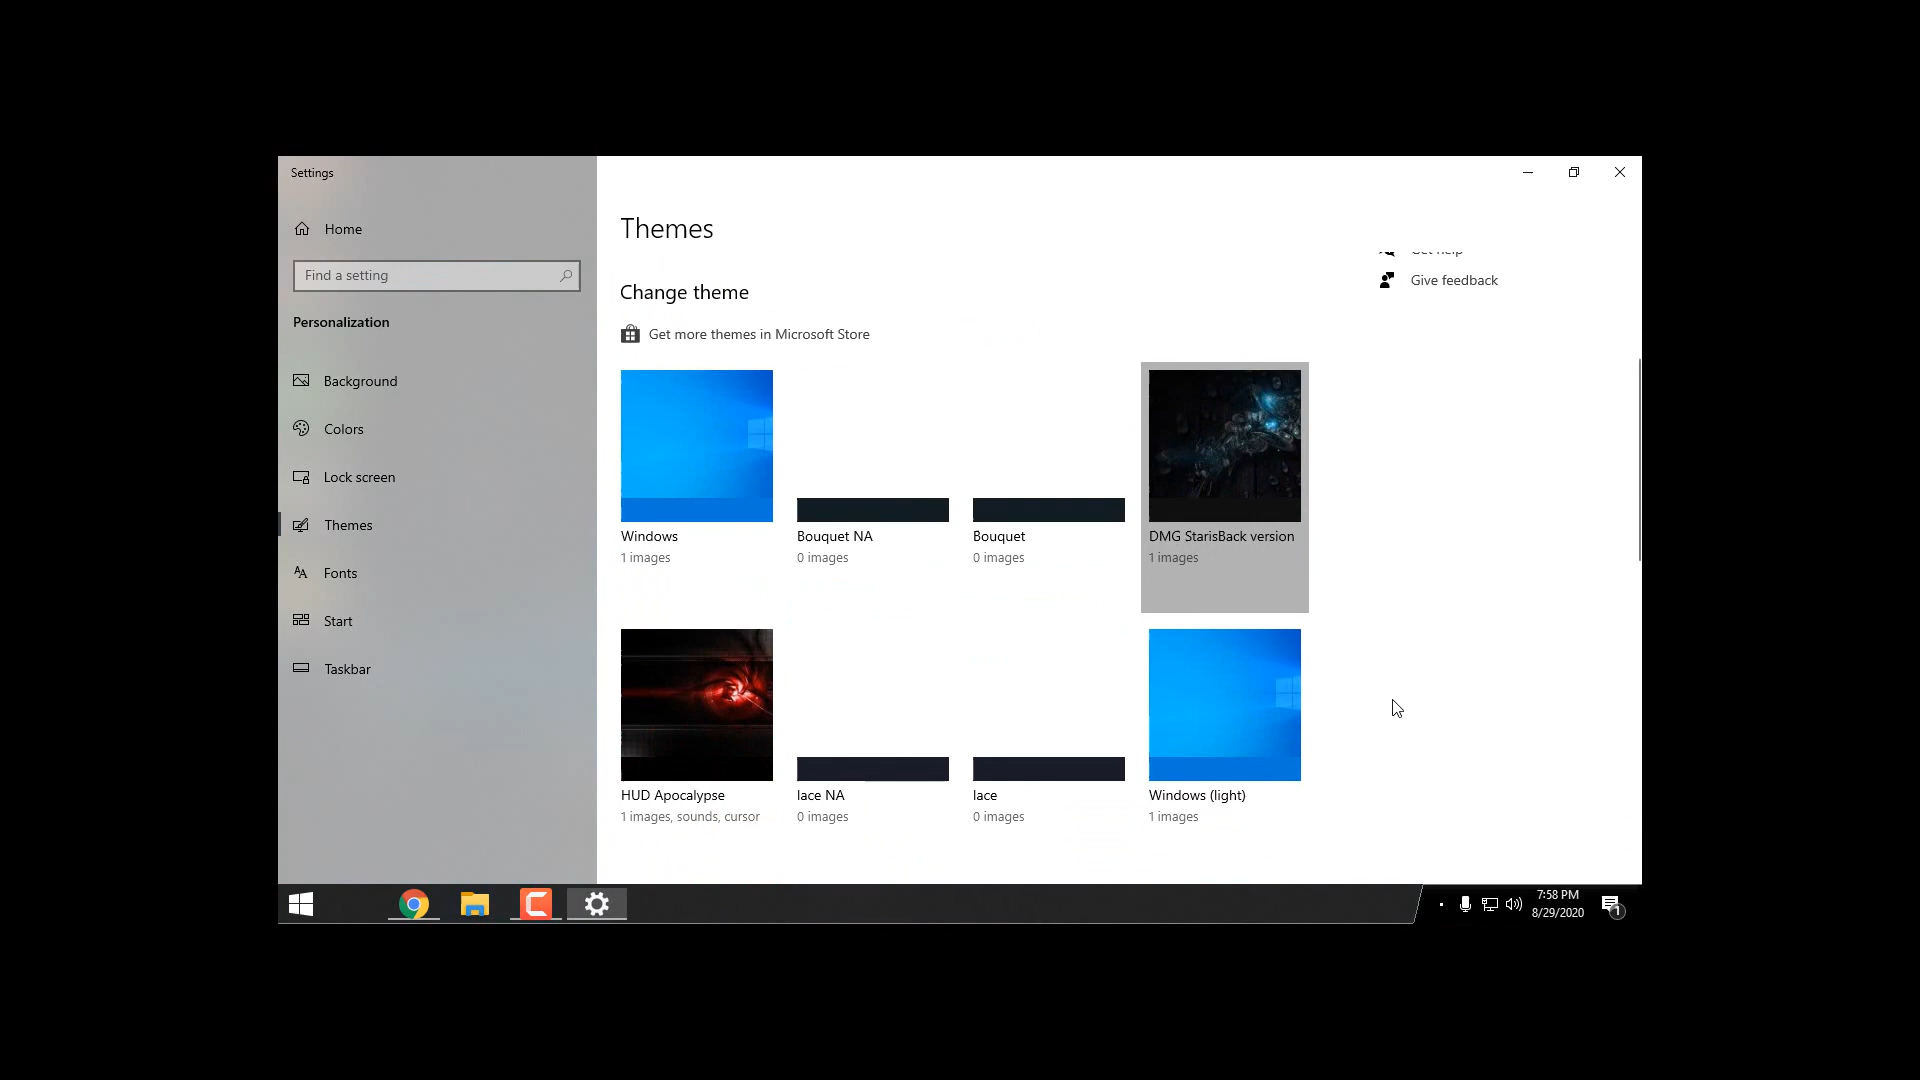 Settings
Home
Find a setting
Personalization
Background
Colors
Lock screen
Themes
Fonts
Start
Taskbar
Themes
Get help
Give feedback
Change theme
Get more themes in Microsoft Store
Windows
1 images
Bouquet NA
0 images
Bouquet
0 images
DMG StarisBack version
1 images
HUD Apocalypse
1 images, sounds, cursor
lace NA
0 images
lace
0 images
Windows (light)
1 images
7:58 PM
8/29/2020
1